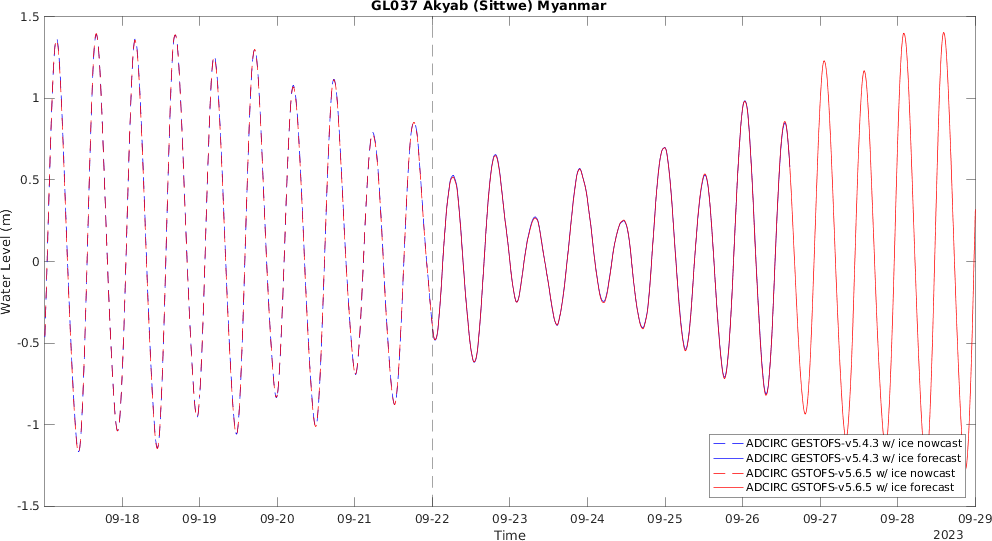 GL037 Akyab (Sittwe) Myanmar
1.5
1
0.5
0
-0.5
-1
-1.5
Water Level (m)
ADCIRC GESTOFS-v5.4.3 w/ ice nowcast
ADCIRC GESTOFS-v5.4.3 w/ ice forecast
ADCIRC GSTOFS-v5.6.5 w/ ice nowcast
ADCIRC GSTOFS-v5.6.5 w/ ice forecast
09-18 09-19 09-20 09-21 09-22 09-23 09-24 09-25 09-26 09-27 09-28 09-29
Time
2023